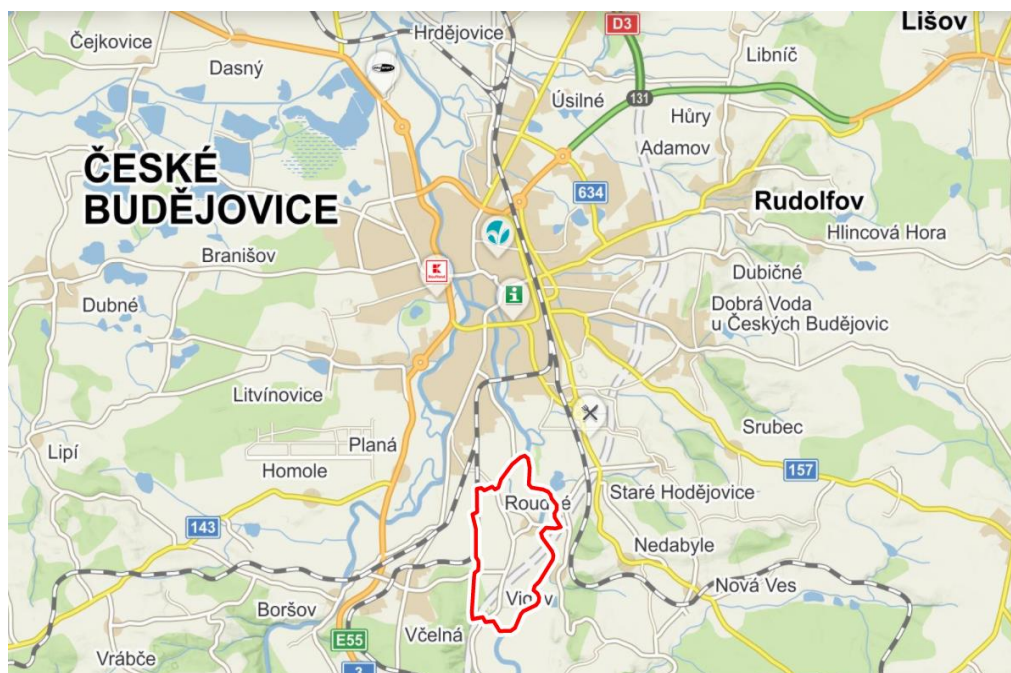 Lišov
Hrdějovice
D3
Čejkovice
Libníč
Dasný
Úsilné
131
Hůry
Adamov
ČESKÉ
BUDĚJOVICE
634
Rudolfov
Hlincová Hora
Branišov
Dubičné
Dubné
Dobrá Voda
u Českých Budějovic
Litvínovice
Srubec
Planá
Lipí
Homole
157
Roudné
Staré Hodějovice
143
Nedabyle
Nová Ves
Boršov
Včelná
E55
Vrábče